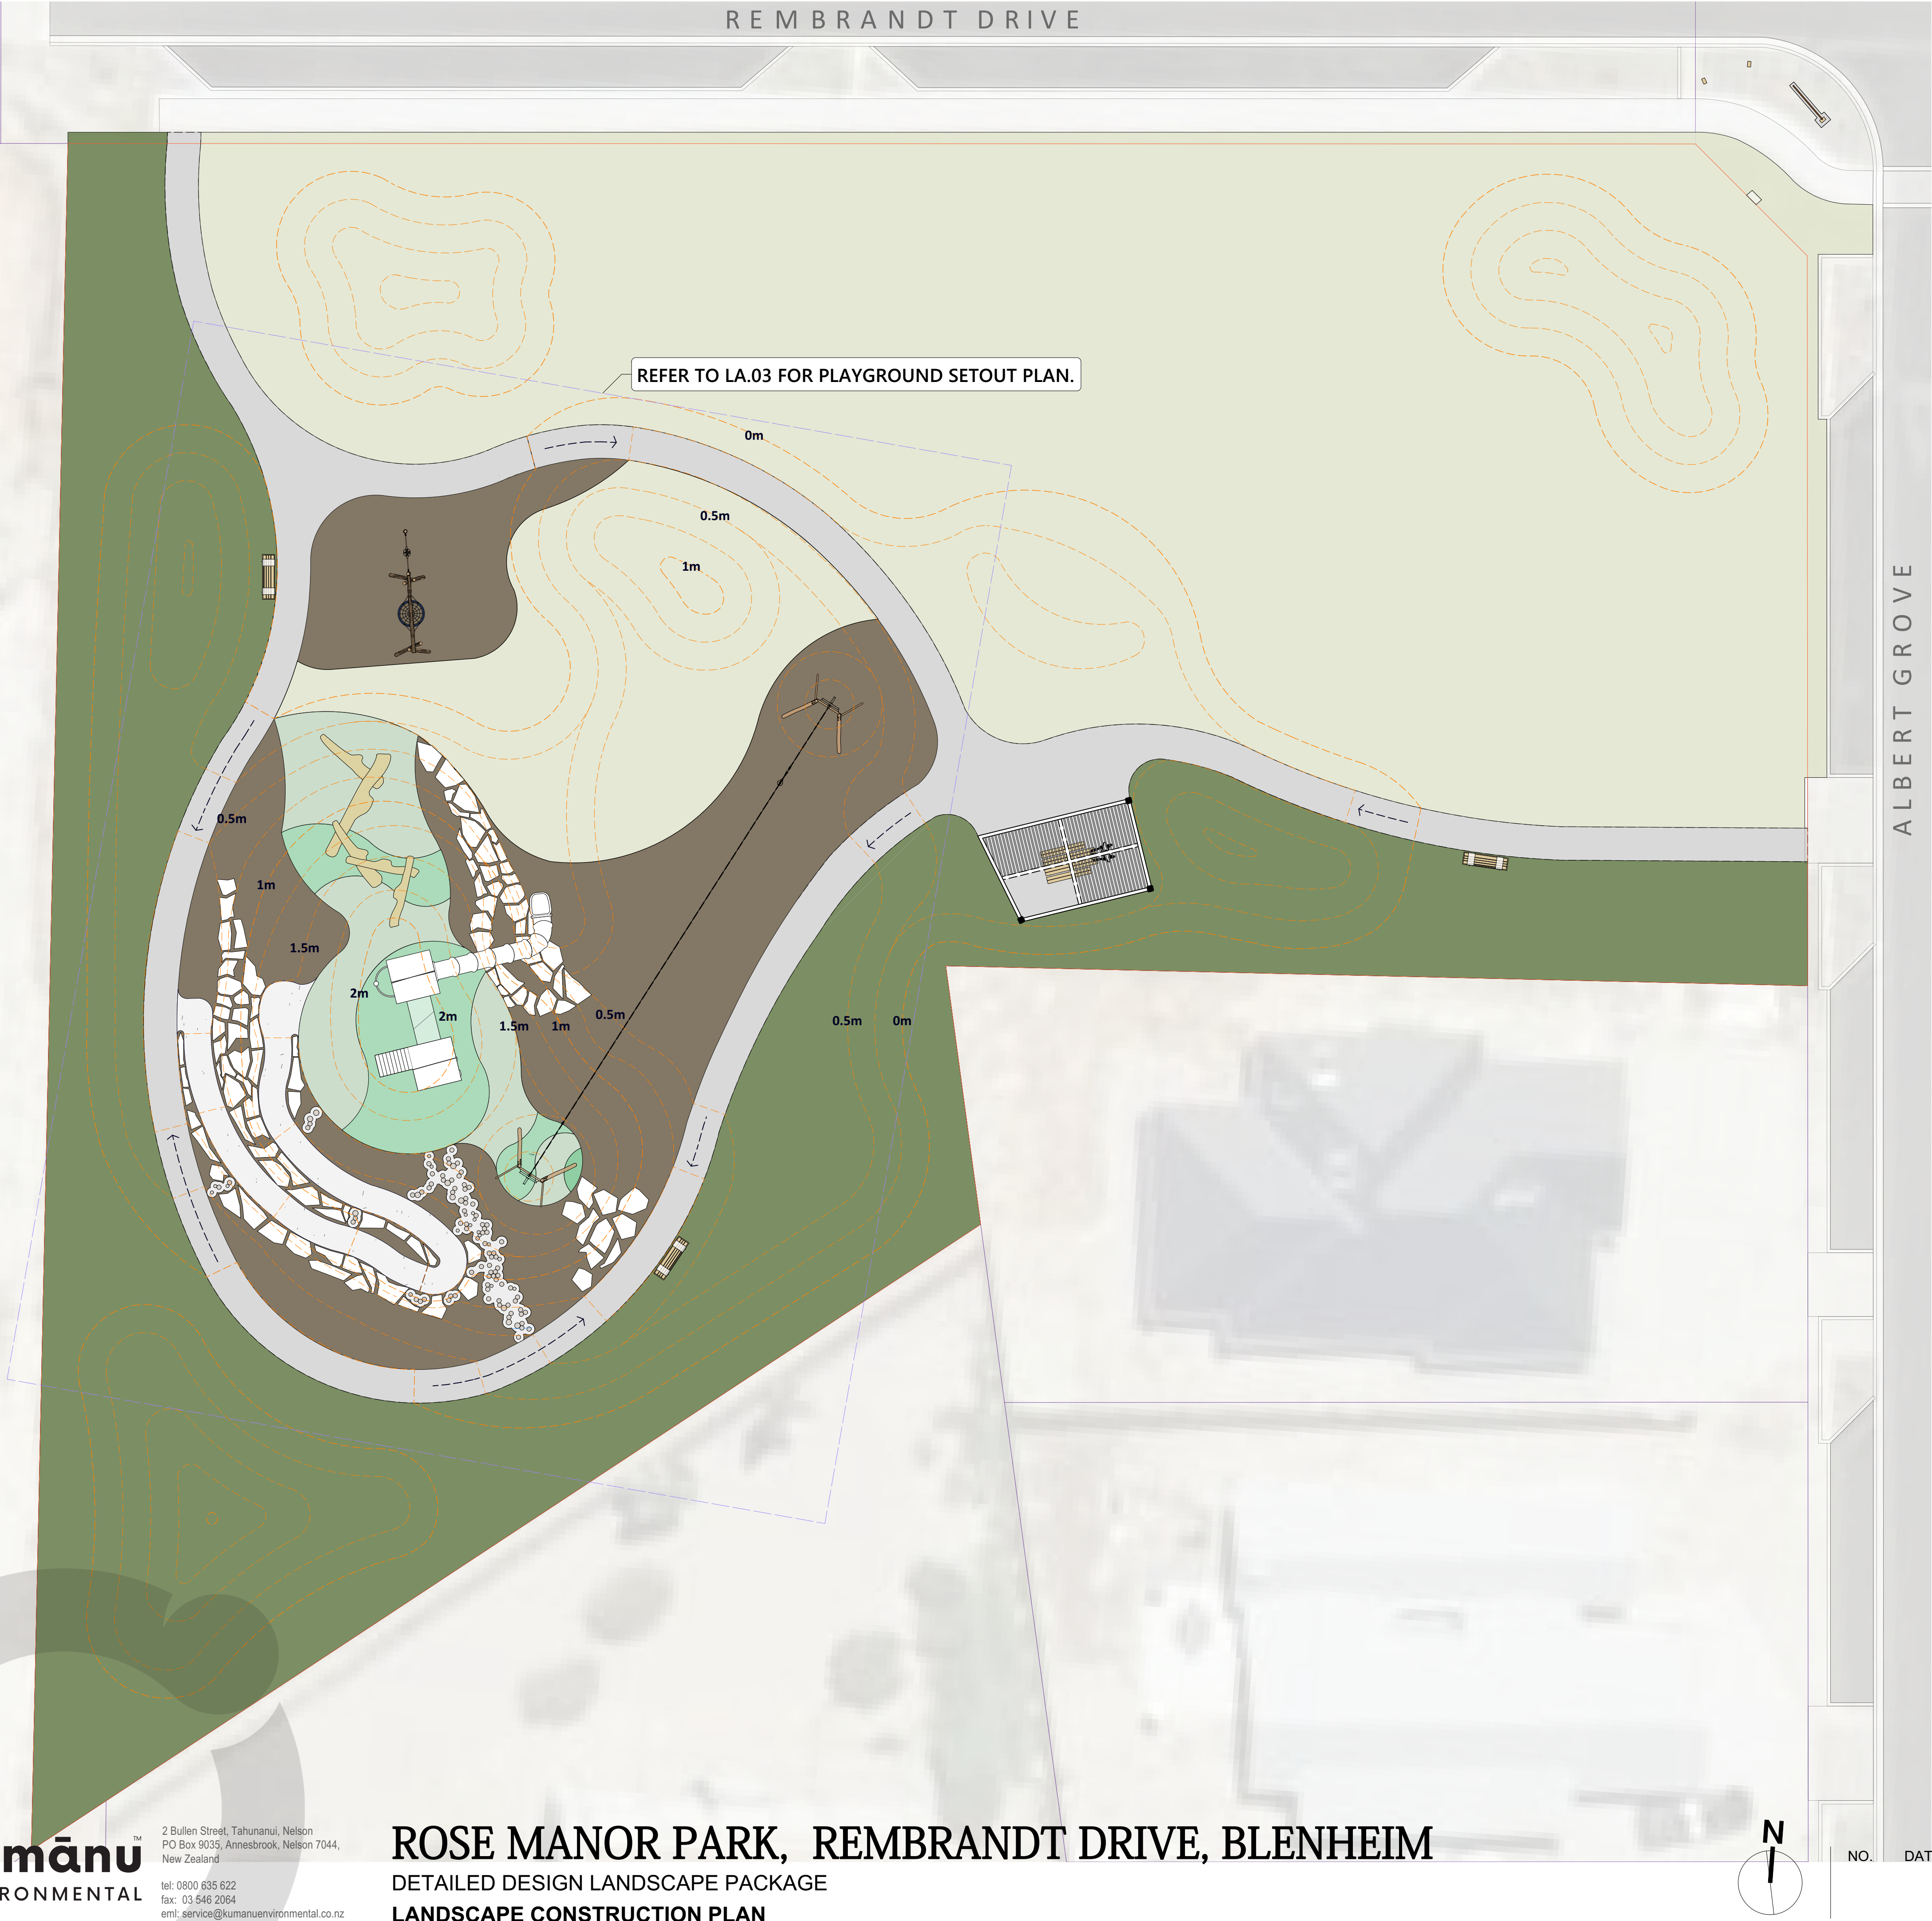 REMBRANDT DRIVE
REFER TO LA.03 FOR PLAYGROUND SETOUT PLAN.
0m
0.5m
1m
ALBERT GROVE
0.5m
1m
1.5m
2m
2m
1.5m
1m
0.5m
0.5m
0m
mānu™
RONMENTAL
2 Bullen Street, Tahunanui, Nelson
PO Box 9035, Annesbrook, Nelson 7044,
New Zealand
tel: 0800 635 622
fax: 03 546 2064
eml: service@kumanuenvironmental.co.nz
ROSE MANOR PARK, REMBRANDT DRIVE, BLENHEIM
DETAILED DESIGN LANDSCAPE PACKAGE
LANDSCAPE CONSTRUCTION PLAN
N
NO. DAT